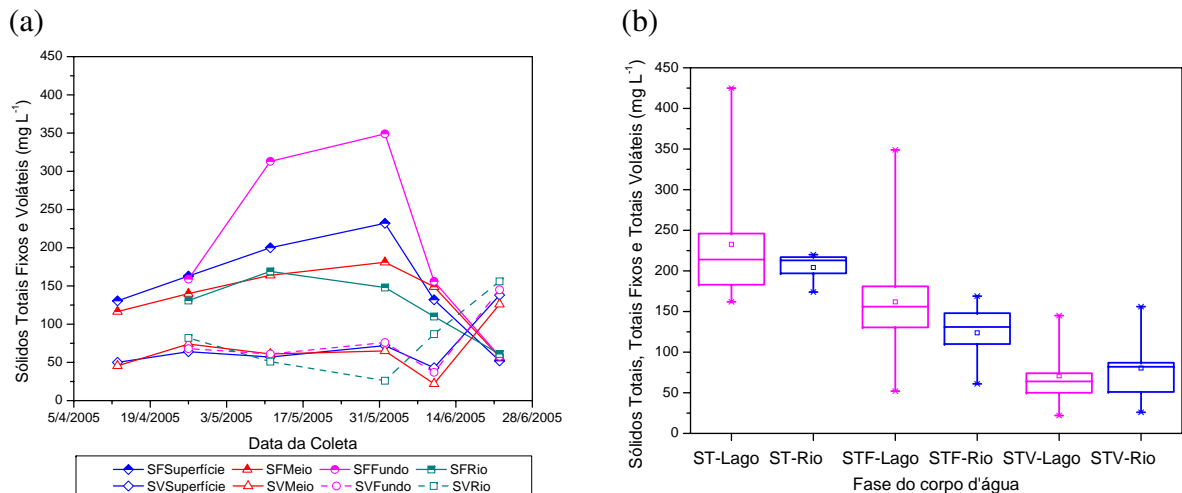 (a)
Sólidos Totais Fixos e Voláteis (mg L-1)
450
400
350
300
250
200
150
100
50
0
5/4/2005 19/4/2005 3/5/2005 17/5/2005 31/5/2005 14/6/2005 28/6/2005
Data da Coleta
SFSuperfície SFMeio SFFundo SFRio
SVSuperfície SVMeio SVFundo SVRio
(b)
Sólidos Totais, Totais Fixos e Totais Voláteis (mg L-1)
450
400
350
300
250
200
150
100
50
0
ST-Lago ST-Rio STF-Lago STF-Rio STV-Lago STV-Rio
Fase do corpo d'água